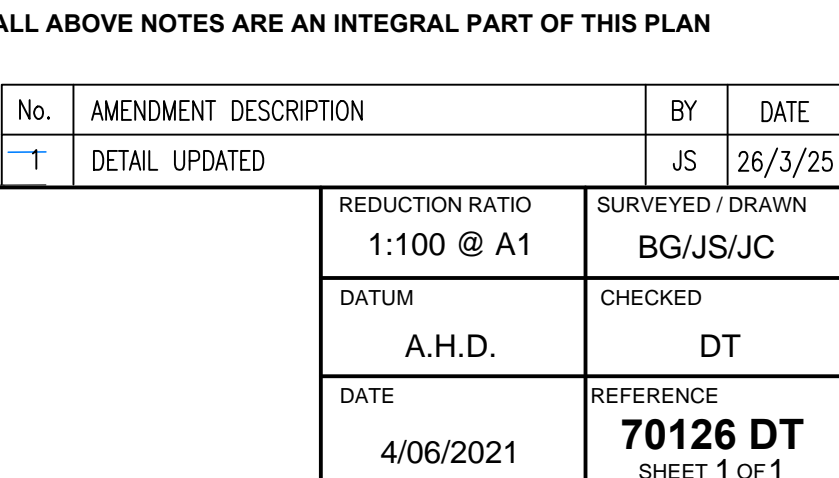 ALL ABOVE NOTES ARE AN INTEGRAL PART OF THIS PLAN
No. AMENDMENT DESCRIPTION BY DATE
1 DETAIL UPDATED JS 26/3/25
REDUCTION RATIO
1:100 @ A1
SURVEYED / DRAWN
BG/JS/JC
DATUM
A.H.D.
CHECKED
DT
DATE
4/06/2021
REFERENCE
70126 DT
SHEET 1 OF 1